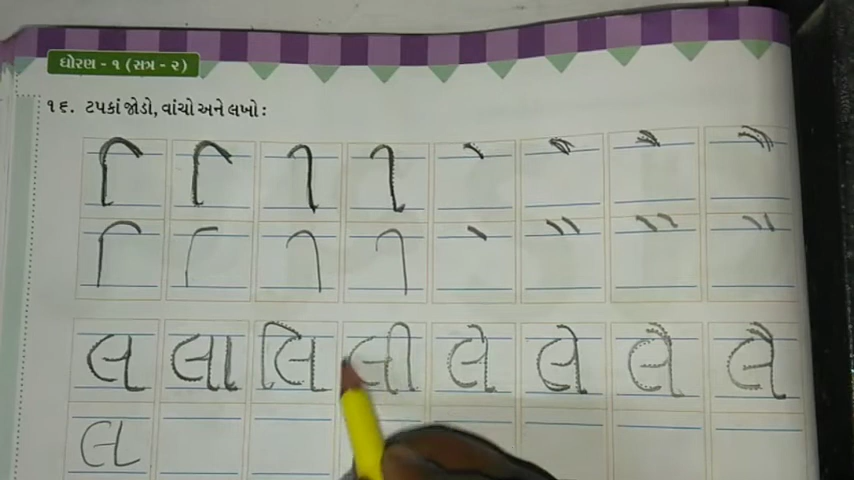 ધોરણ - ૧ (સત્ર - ૨)
૧૬. ટપકાં જોડો, વાંચો અને લખો :
િ િ ી ી ે ે ૈ ૈ
િ િ ી ી ે ૈ ૈ ૈ
લ લા લિ લી લે લે લૈ લૈ
લ